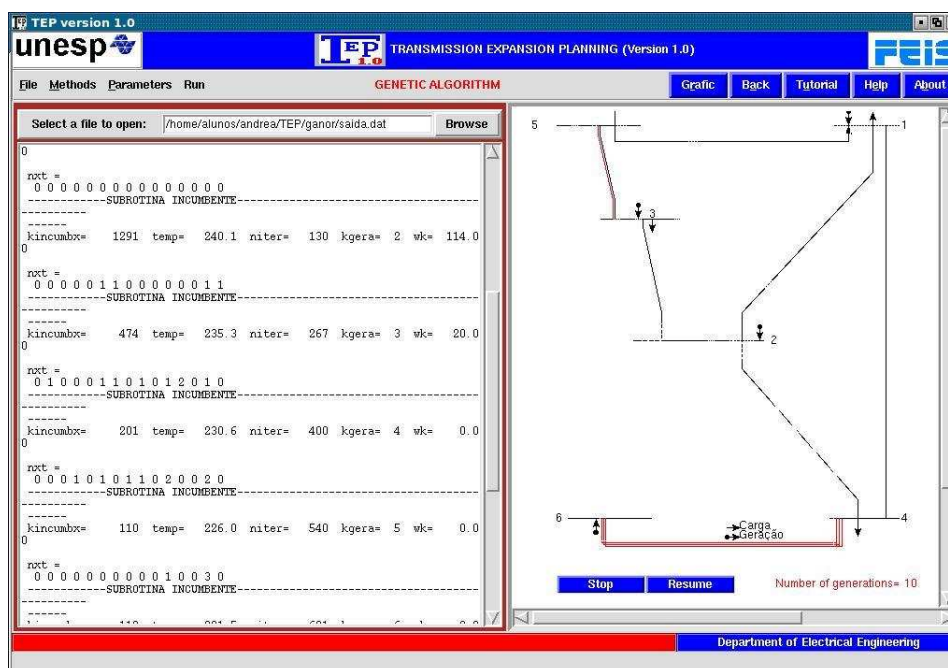 TEP version 1.0
unesp
TEP 1.0 TRANSMISSION EXPANSION PLANNING (Version 1.0)
FEIS
File Methods Parameters Run
GENETIC ALGORITHM
Grafic Back Tutorial Help About
Select a file to open: /home/alunos/andrea/TEP/ganor/saida.dat Browse
0
nxt =
0 0 0 0 0 0 0 0 0 0 0 0 0 0 0
-----------SUBROTINA INCUMBENTE-----------------------------------
----------
------
kincumbx= 1291 temp= 240.1 niter= 130 kgera= 2 wk= 114.0
0
nxt =
0 0 0 0 0 1 1 0 0 0 0 0 0 1 1
-----------SUBROTINA INCUMBENTE-----------------------------------
----------
------
kincumbx= 474 temp= 235.3 niter= 267 kgera= 3 wk= 20.0
0
nxt =
0 1 0 0 0 1 1 0 1 0 1 2 0 1 0
-----------SUBROTINA INCUMBENTE-----------------------------------
----------
------
kincumbx= 201 temp= 230.6 niter= 400 kgera= 4 wk= 0.0
0
nxt =
0 0 0 1 0 1 0 1 1 0 2 0 0 2 0
-----------SUBROTINA INCUMBENTE-----------------------------------
----------
------
kincumbx= 110 temp= 226.0 niter= 540 kgera= 5 wk= 0.0
0
nxt =
0 0 0 0 0 0 0 0 0 0 1 0 0 3 0
-----------SUBROTINA INCUMBENTE-----------------------------------
----------
------
5
1
3
2
6
4
Carga
Geração
Stop Resume
Number of generations= 10
Department of Electrical Engineering